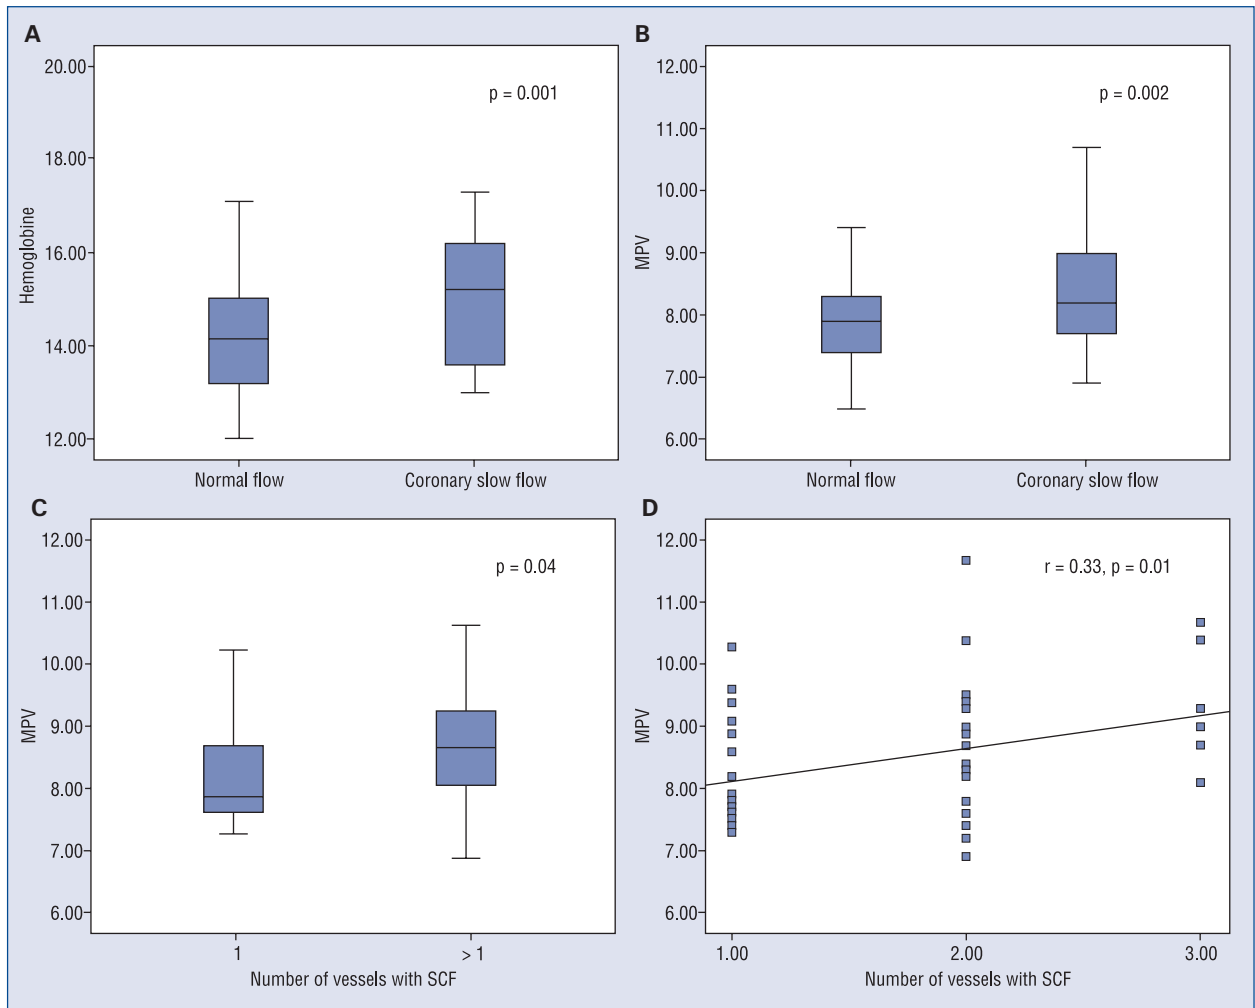 A
20.00
18.00
16.00
14.00
12.00
Hemoglobine
p = 0.001
Normal flow
Coronary slow flow
B
12.00
11.00
10.00
9.00
8.00
7.00
6.00
MPV
p = 0.002
Normal flow
Coronary slow flow
C
12.00
11.00
10.00
9.00
8.00
7.00
6.00
MPV
p = 0.04
1
> 1
Number of vessels with SCF
D
12.00
11.00
10.00
9.00
8.00
7.00
6.00
MPV
r = 0.33, p = 0.01
1.00
2.00
3.00
Number of vessels with SCF